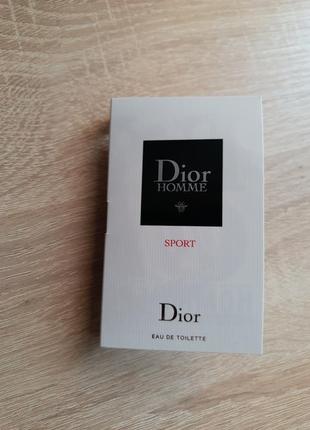 Dior
HOMME
SPORT
Dior
EAU DE TOILETTE